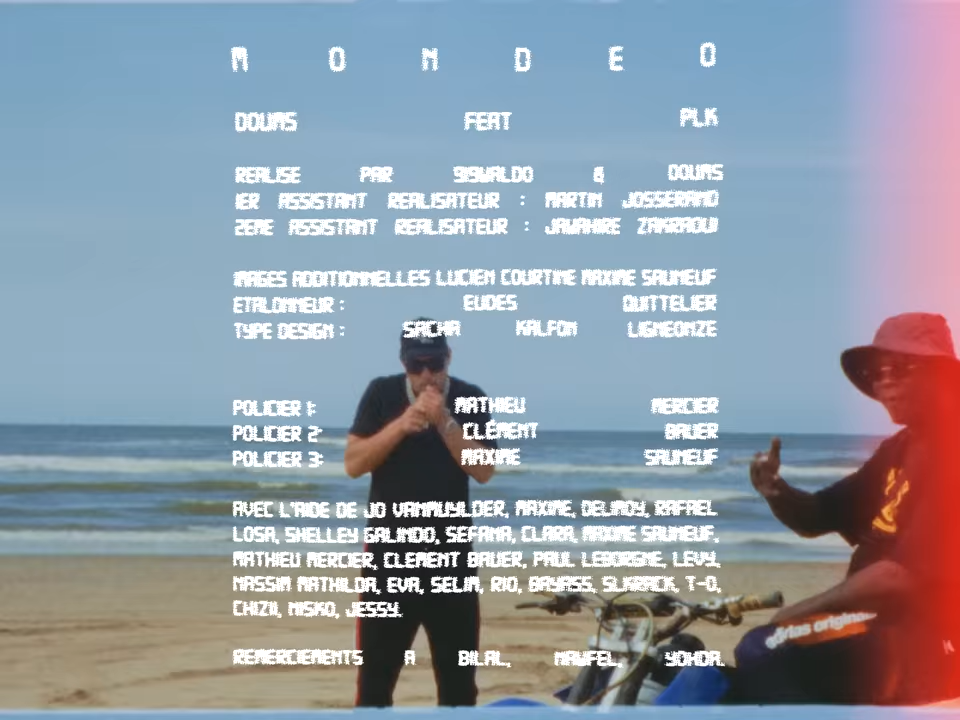 MONDEO
DOUMS FEAT PLK
REALISE PAR SISWALDO & DOUMS
1ER ASSISTANT REALISATEUR : MARTIN JOSSERAND
2EME ASSISTANT REALISATEUR : JAWAHIRE ZAKRAOUI
IMAGES ADDITIONNELLES LUCIEN COURTINE MAXIME SAUNEUF
ETALONNEUR : EUDES QUITTELIER
TYPE DESIGN : SACHA KALFON LIGNEONZE
POLICIER 1: MATHIEU MERCIER
POLICIER 2: CLÉMENT BAUER
POLICIER 3: MAXIME SAUNEUF
AVEC L'AIDE DE JO VANMUYLDER, MAXIME, DELINDY, RAFAEL
LOSA, SHELLEY GALINDO, SEFANA, CLARA, MAXIME SAUNEUF,
MATHIEU MERCIER, CLEMENT BAUER, PAUL LEBORGNE, LEVY,
NASSIM MATHILDA, EVA, SELIM, RIO, BAYASS, SLKRACK, T-O,
CHIZII, NISKO, JESSY.
REMERCIEMENTS A BILAL, NAWFEL, YOHDA.
adidas originals